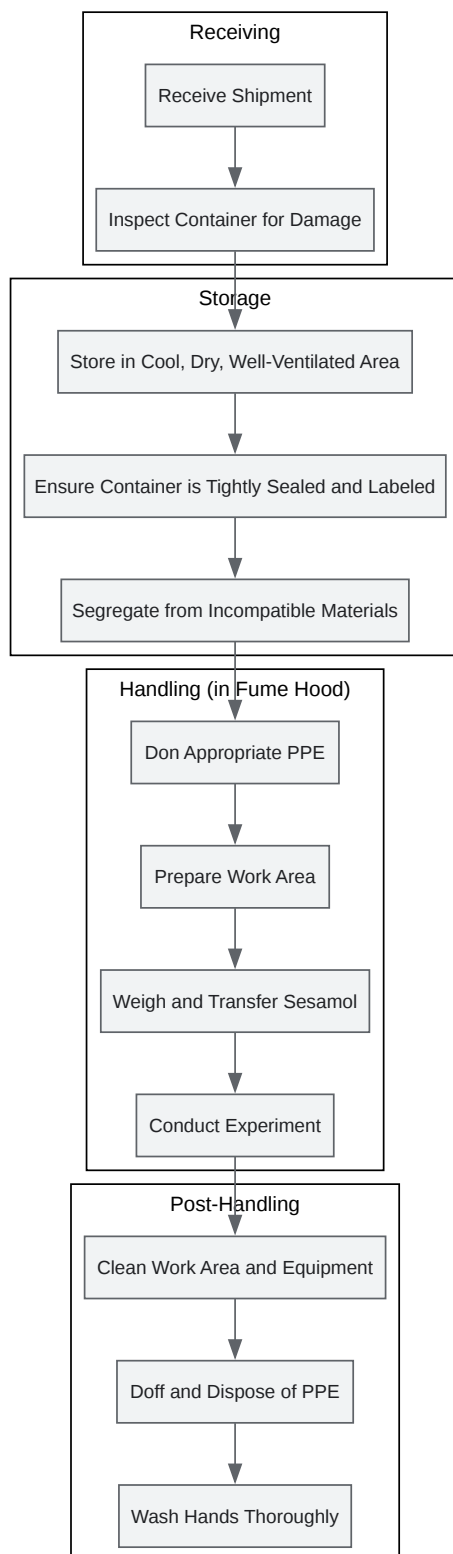 Receiving
Receive Shipment
Inspect Container for Damage
Storage
Store in Cool, Dry, Well-Ventilated Area
Ensure Container is Tightly Sealed and Labeled
Segregate from Incompatible Materials
Handling (in Fume Hood)
Don Appropriate PPE
Prepare Work Area
Weigh and Transfer Sesamol
Conduct Experiment
Post-Handling
Clean Work Area and Equipment
Doff and Dispose of PPE
Wash Hands Thoroughly